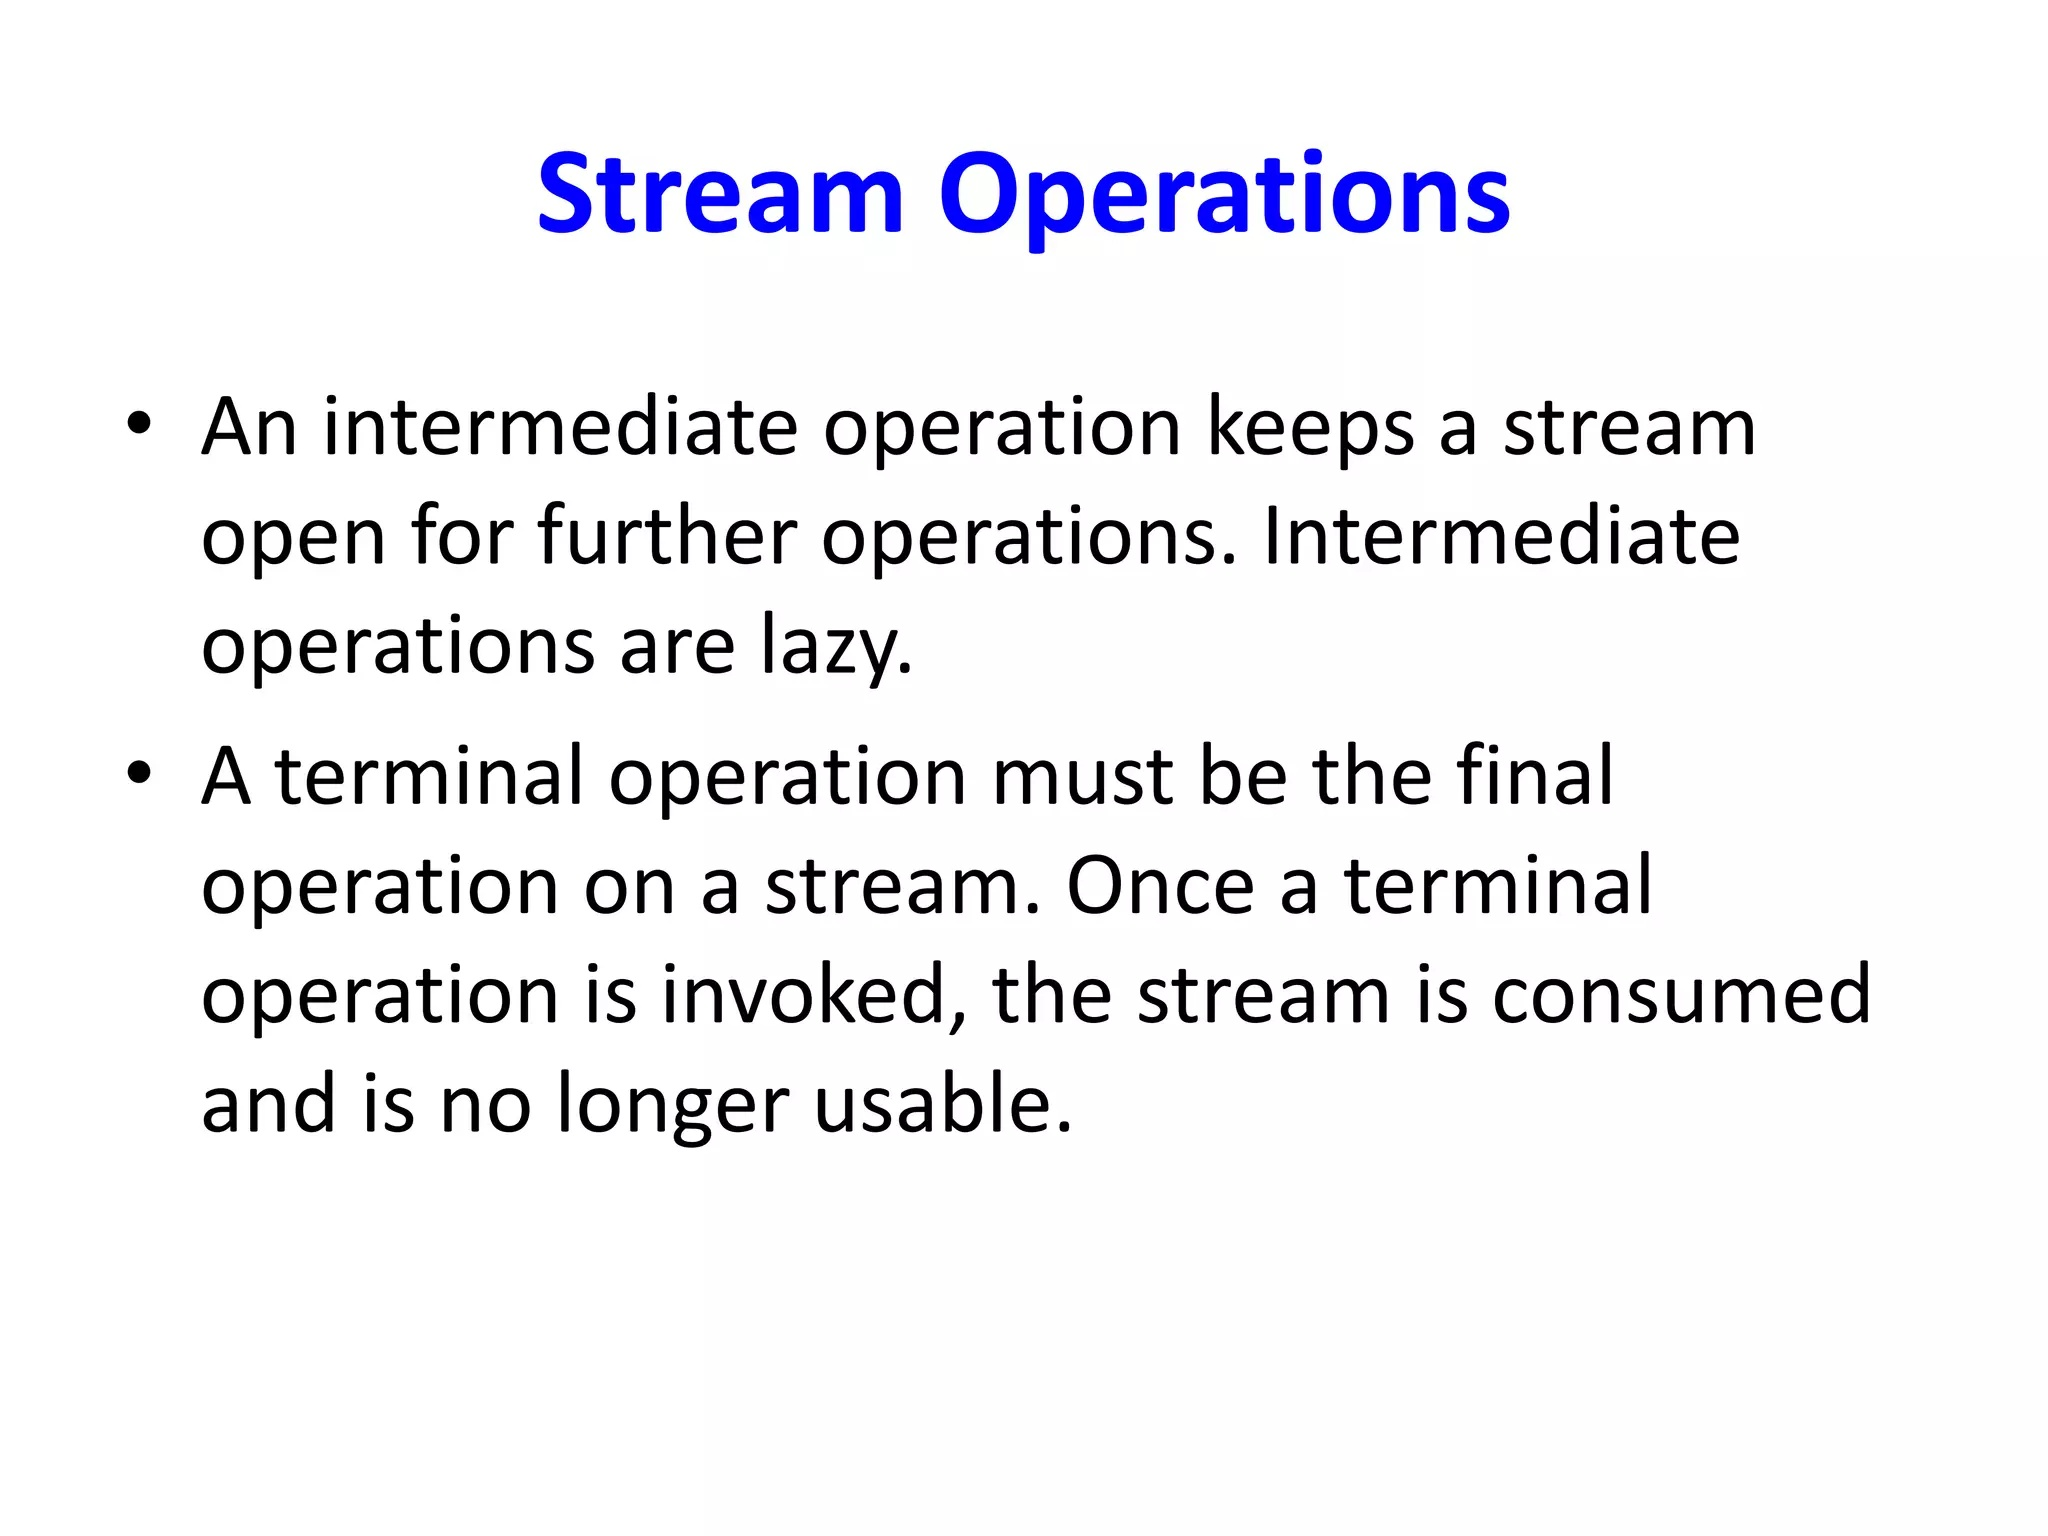 Stream Operations
• An intermediate operation keeps a stream
open for further operations. Intermediate
operations are lazy.
• A terminal operation must be the final
operation on a stream. Once a terminal
operation is invoked, the stream is consumed
and is no longer usable.